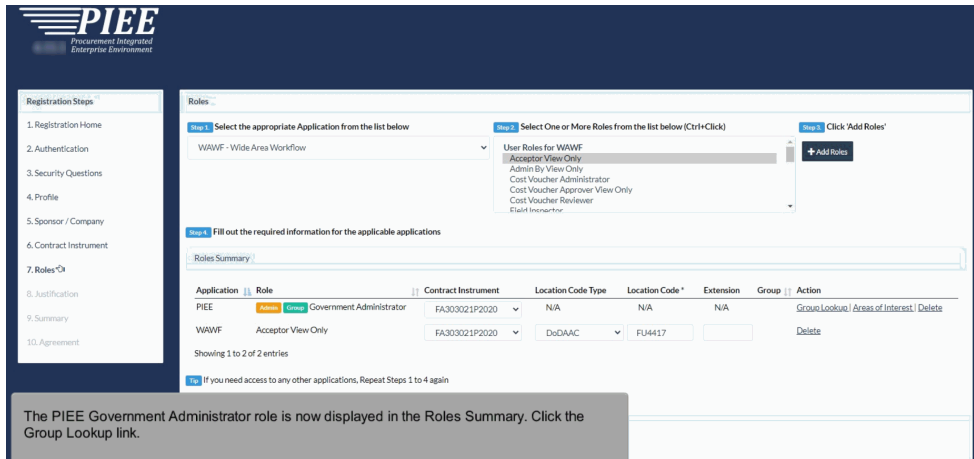 PIEE
Procurement Integrated
Enterprise Environment
Registration Steps
1. Registration Home
2. Authentication
3. Security Questions
4. Profile
5. Sponsor / Company
6. Contract Instrument
7. Roles
8. Justification
9. Summary
10. Agreement
Roles
Step 1. Select the appropriate Application from the list below
WAWF - Wide Area Workflow
Step 2. Select One or More Roles from the list below (Ctrl+Click)
User Roles for WAWF
Acceptor View Only
Admin By View Only
Cost Voucher Administrator
Cost Voucher Approver View Only
Cost Voucher Reviewer
Field Inspector
Step 3. Click 'Add Roles'
+ Add Roles
Step 4. Fill out the required information for the applicable applications
Roles Summary
Application Role Contract Instrument Location Code Type Location Code * Extension Group Action
PIEE Admin Group Government Administrator FA303021P2020 N/A N/A N/A Group Lookup | Areas of Interest | Delete
WAWF Acceptor View Only FA303021P2020 DoDAAC FU4417 Delete
Showing 1 to 2 of 2 entries
Tip If you need access to any other applications, Repeat Steps 1 to 4 again
The PIEE Government Administrator role is now displayed in the Roles Summary. Click the
Group Lookup link.